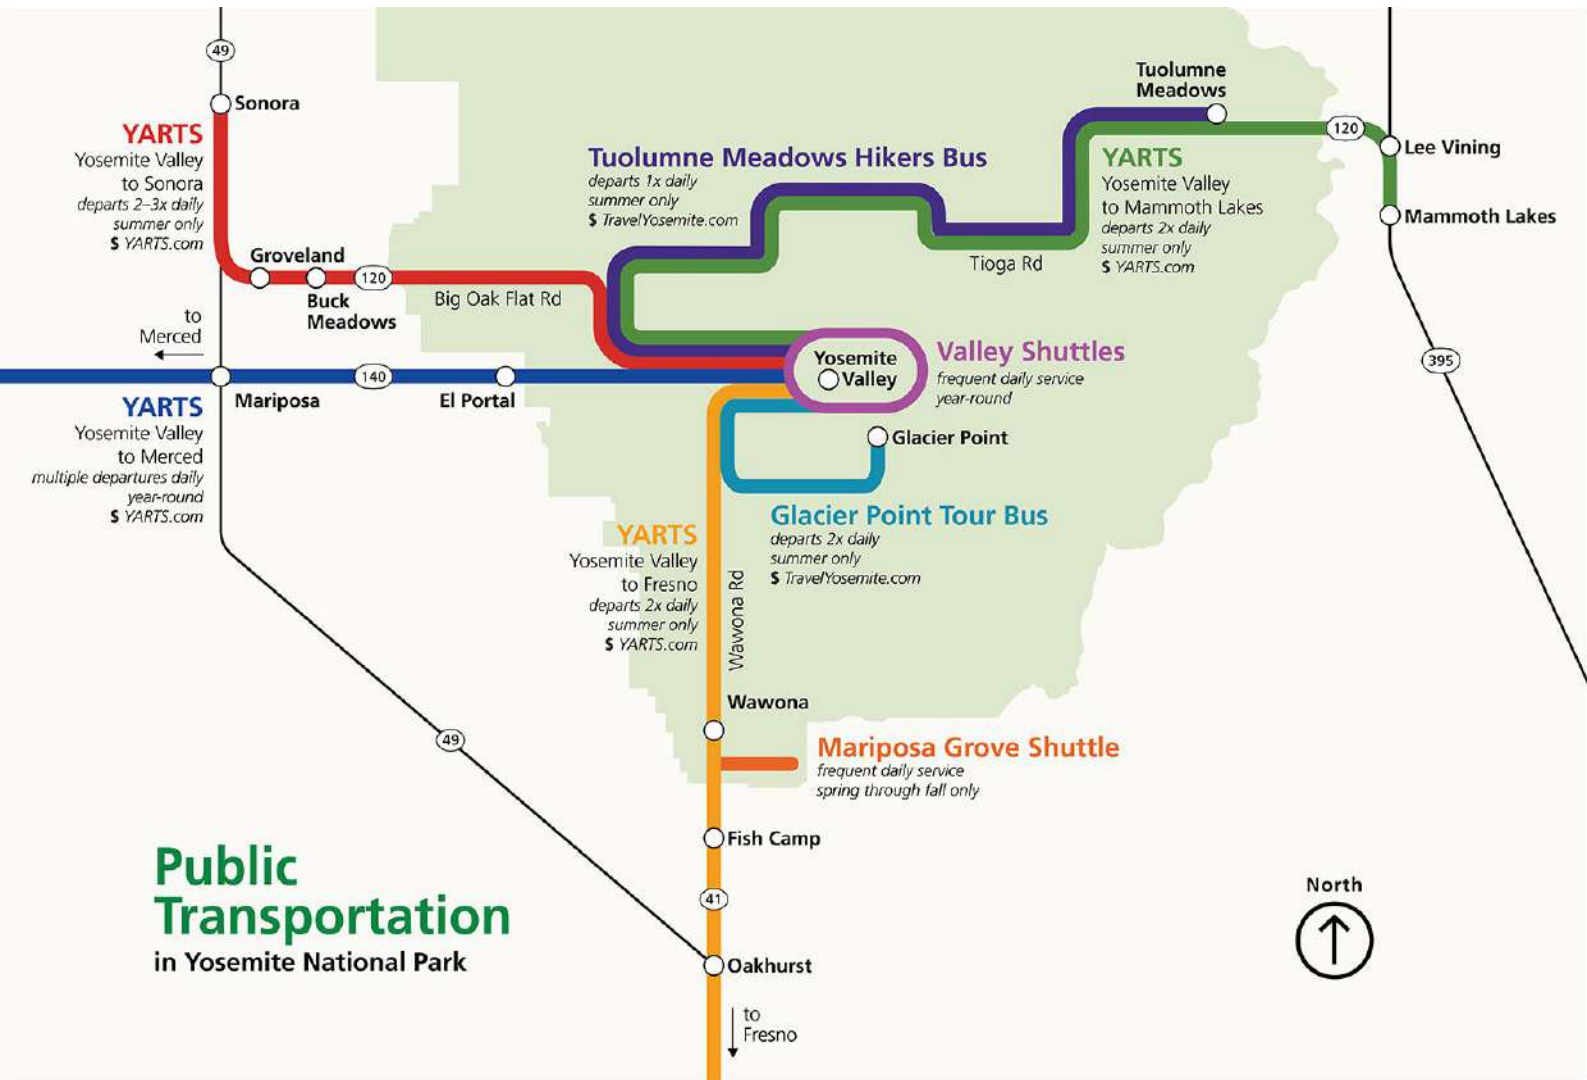 49
Sonora
YARTS
Yosemite Valley
to Sonora
departs 2–3x daily
summer only
$ YARTS.com
Groveland
Buck
Meadows
120
Big Oak Flat Rd
to
Merced
140
Mariposa
El Portal
YARTS
Yosemite Valley
to Merced
multiple departures daily
year-round
$ YARTS.com
Tuolumne Meadows Hikers Bus
departs 1x daily
summer only
$ TravelYosemite.com
Tuolumne
Meadows
YARTS
Yosemite Valley
to Mammoth Lakes
departs 2x daily
summer only
$ YARTS.com
Tioga Rd
120
Lee Vining
Mammoth Lakes
395
Yosemite
Valley
Valley Shuttles
frequent daily service
year-round
Glacier Point
Glacier Point Tour Bus
departs 2x daily
summer only
$ TravelYosemite.com
YARTS
Yosemite Valley
to Fresno
departs 2x daily
summer only
$ YARTS.com
Wawona Rd
Wawona
Mariposa Grove Shuttle
frequent daily service
spring through fall only
49
Fish Camp
41
Oakhurst
to
Fresno
Public
Transportation
in Yosemite National Park
North